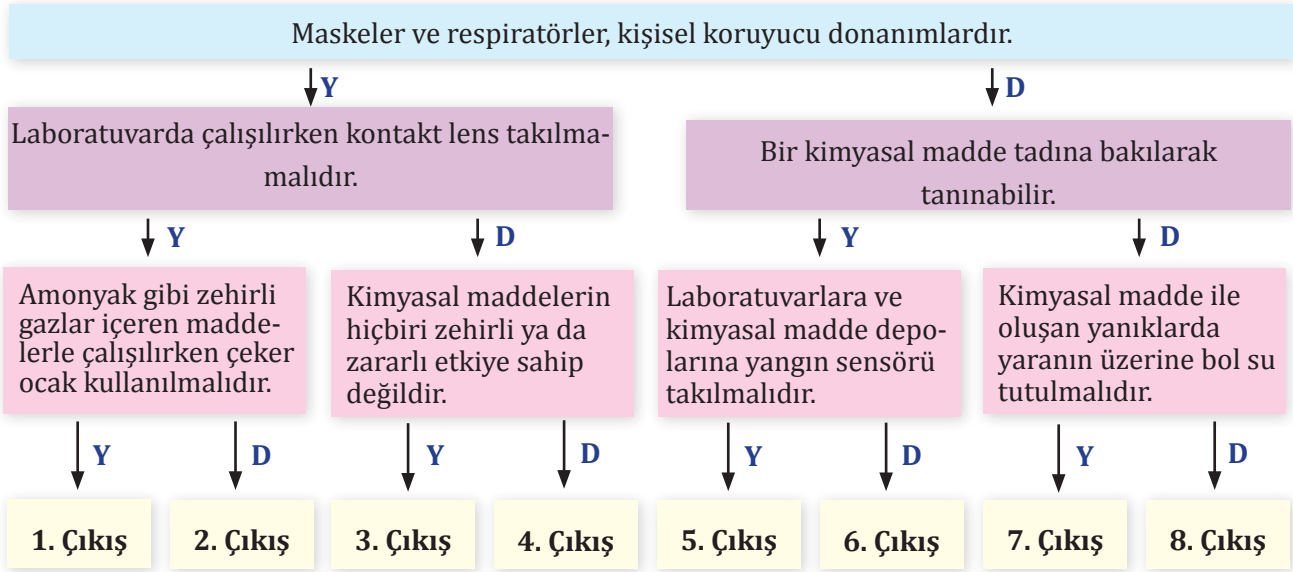 Maskeler ve respiratörler, kişisel koruyucu donanımlardır.
Y
D
Laboratuvarda çalışılırken kontakt lens takılma-
malıdır.
Bir kimyasal madde tadına bakılarak
tanınabilir.
Y
D
Y
D
Amonyak gibi zehirli
gazlar içeren madde-
lerle çalışılırken çeker
ocak kullanılmalıdır.
Kimyasal maddelerin
hiçbiri zehirli ya da
zararlı etkiye sahip
değildir.
Laboratuvarlara ve
kimyasal madde depo-
larına yangın sensörü
takılmalıdır.
Kimyasal madde ile
oluşan yanıklarda
yaranın üzerine bol su
tutulmalıdır.
Y
D
Y
D
Y
D
Y
D
1. Çıkış
2. Çıkış
3. Çıkış
4. Çıkış
5. Çıkış
6. Çıkış
7. Çıkış
8. Çıkış